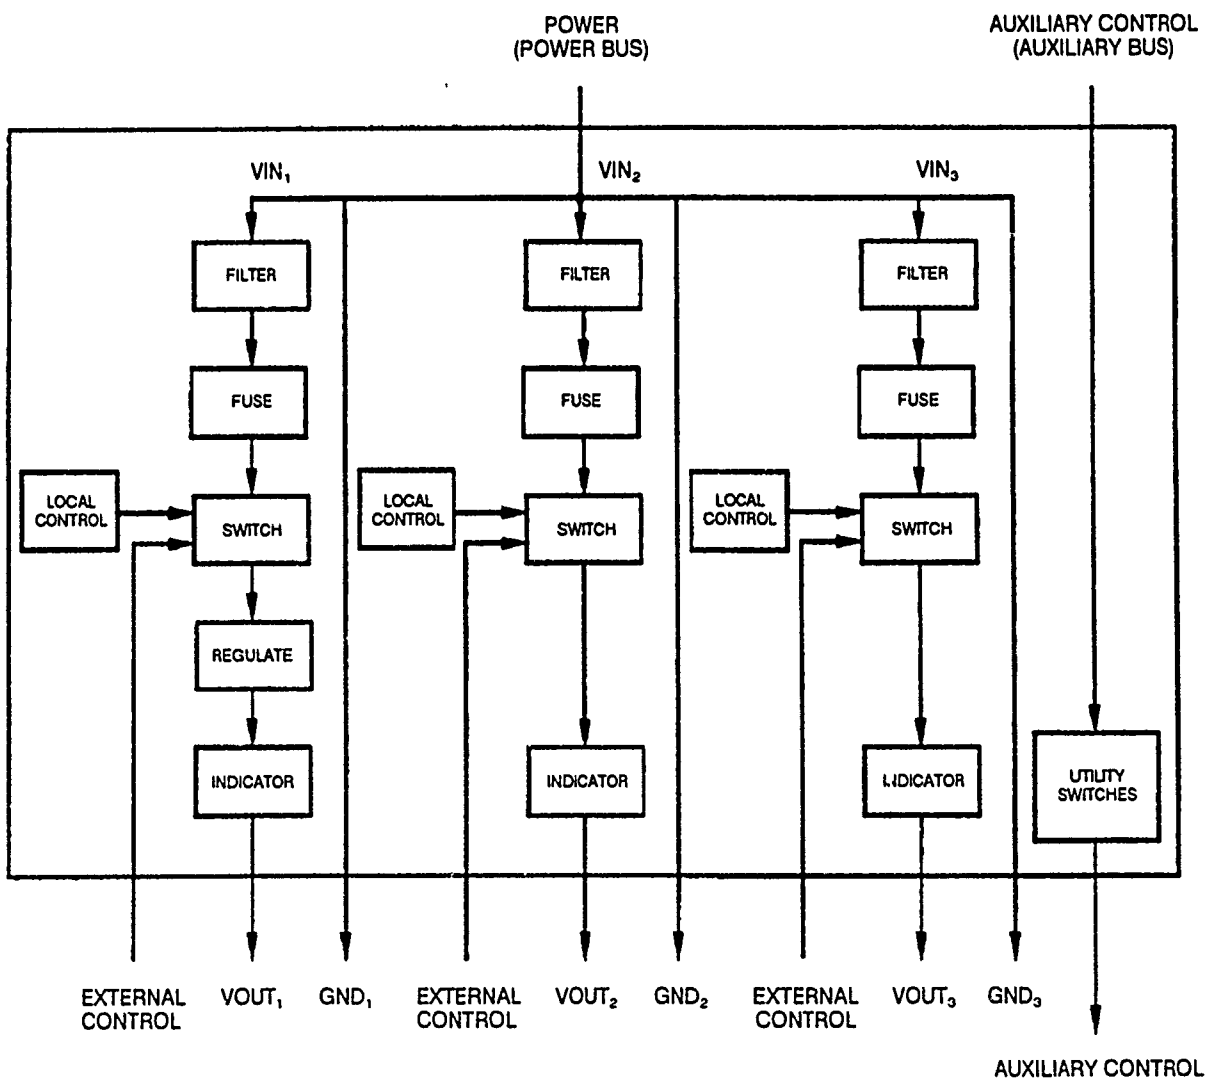 POWER
(POWER BUS)
AUXILIARY CONTROL
(AUXILIARY BUS)
VIN₁
VIN₂
VIN₃
FILTER
FILTER
FILTER
FUSE
FUSE
FUSE
LOCAL
CONTROL
SWITCH
LOCAL
CONTROL
SWITCH
LOCAL
CONTROL
SWITCH
REGULATE
INDICATOR
INDICATOR
INDICATOR
UTILITY
SWITCHES
EXTERNAL
CONTROL
VOUT₁
GND₁
EXTERNAL
CONTROL
VOUT₂
GND₂
EXTERNAL
CONTROL
VOUT₃
GND₃
AUXILIARY CONTROL